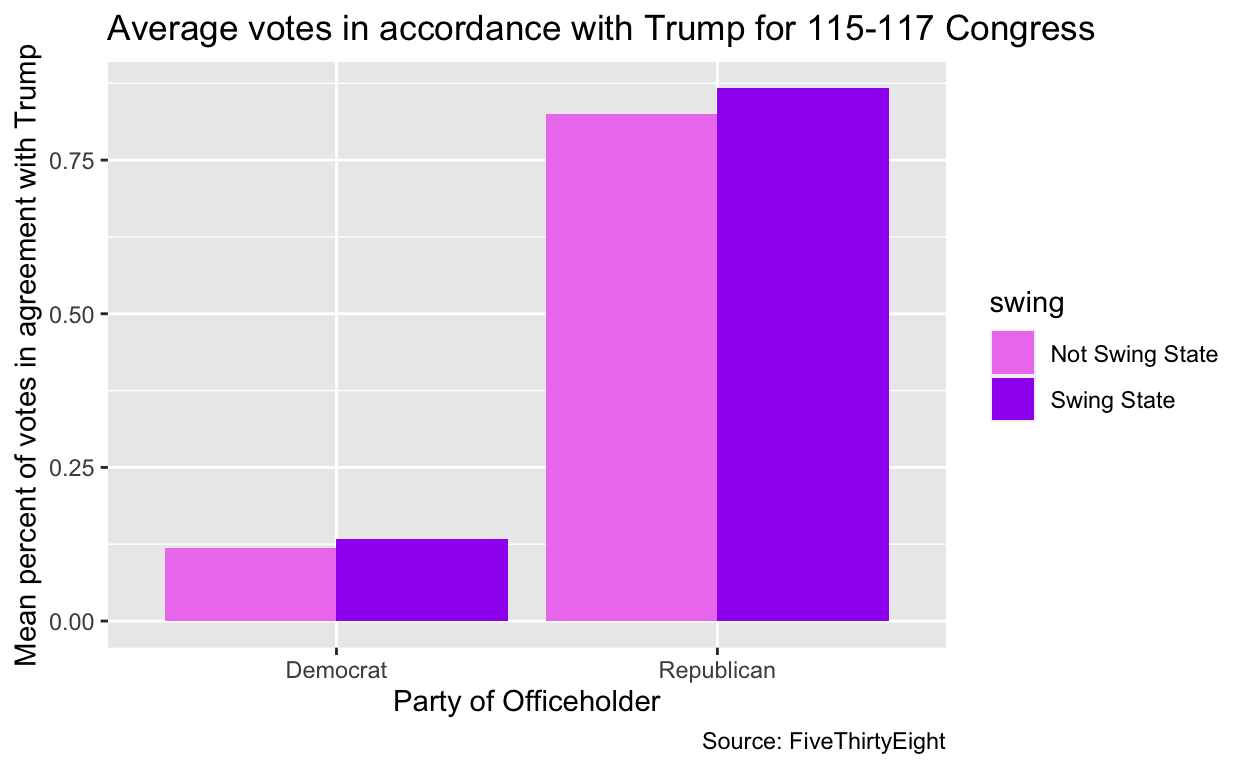 Average votes in accordance with Trump for 115-117 Congress
Mean percent of votes in agreement with Trump
0.75
0.50
0.25
0.00
Democrat
Republican
Party of Officeholder
swing
Not Swing State
Swing State
Source: FiveThirtyEight